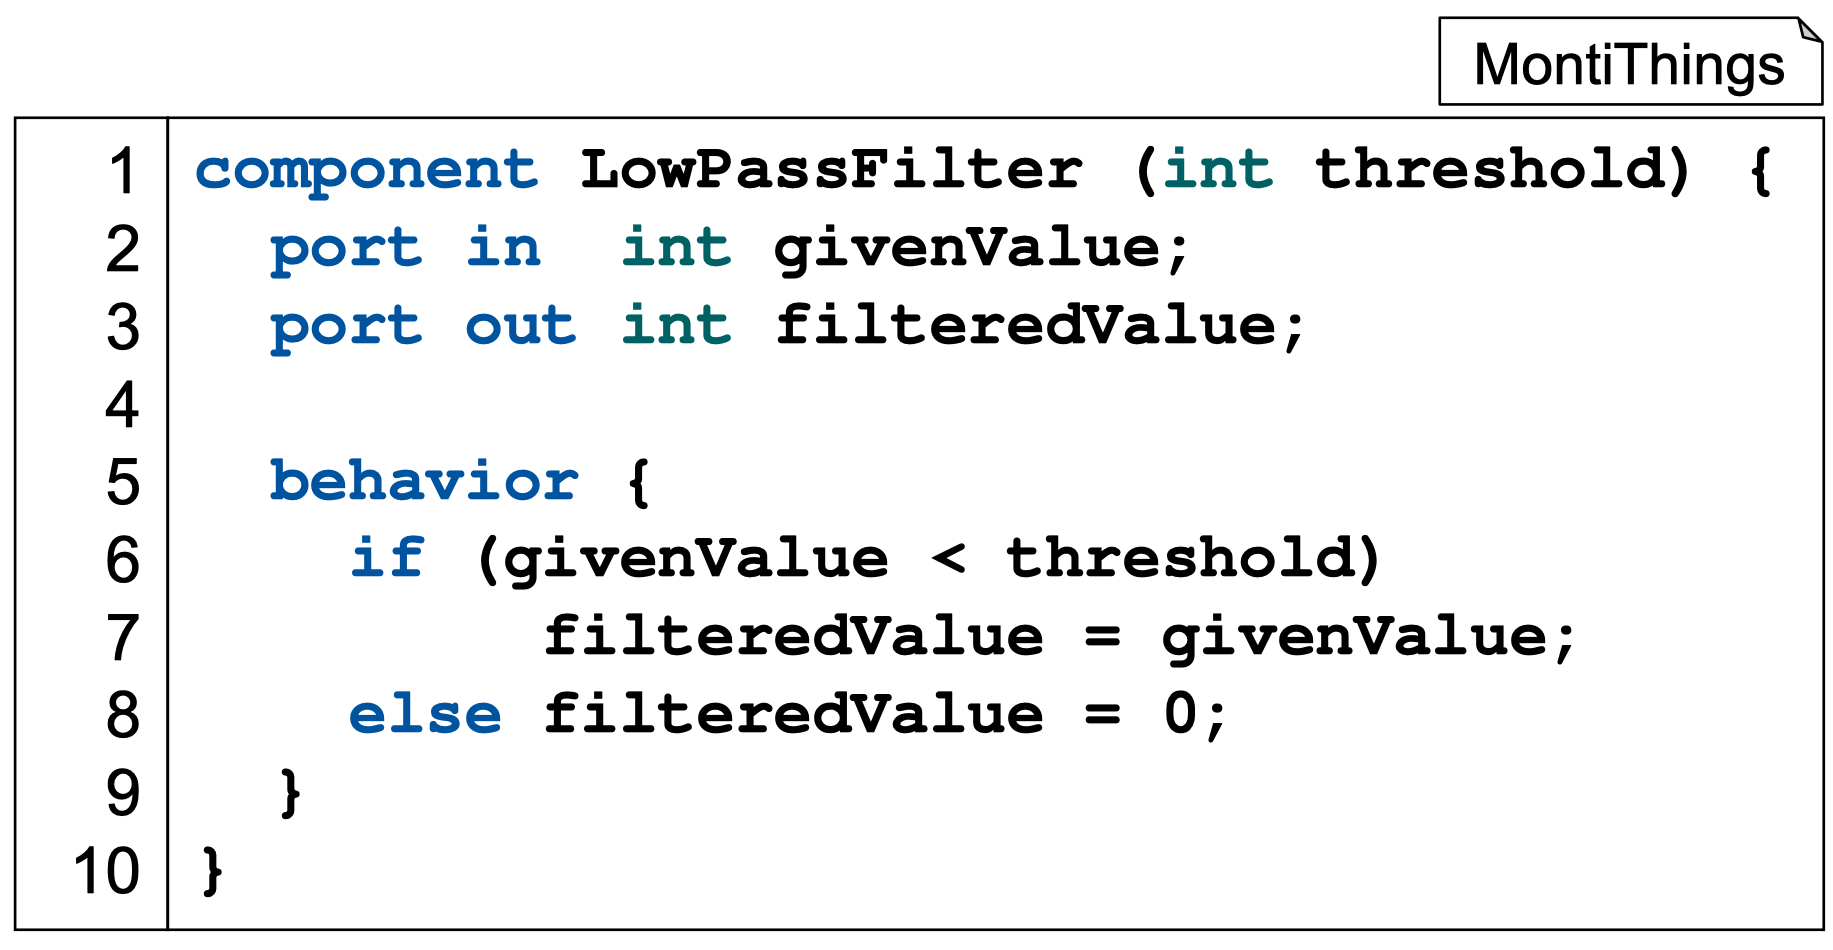 MontiThings
1 component LowPassFilter (int threshold) {
2 port in int givenValue;
3 port out int filteredValue;
4
5 behavior {
6 if (givenValue < threshold)
7 filteredValue = givenValue;
8 else filteredValue = 0;
9 }
10 }